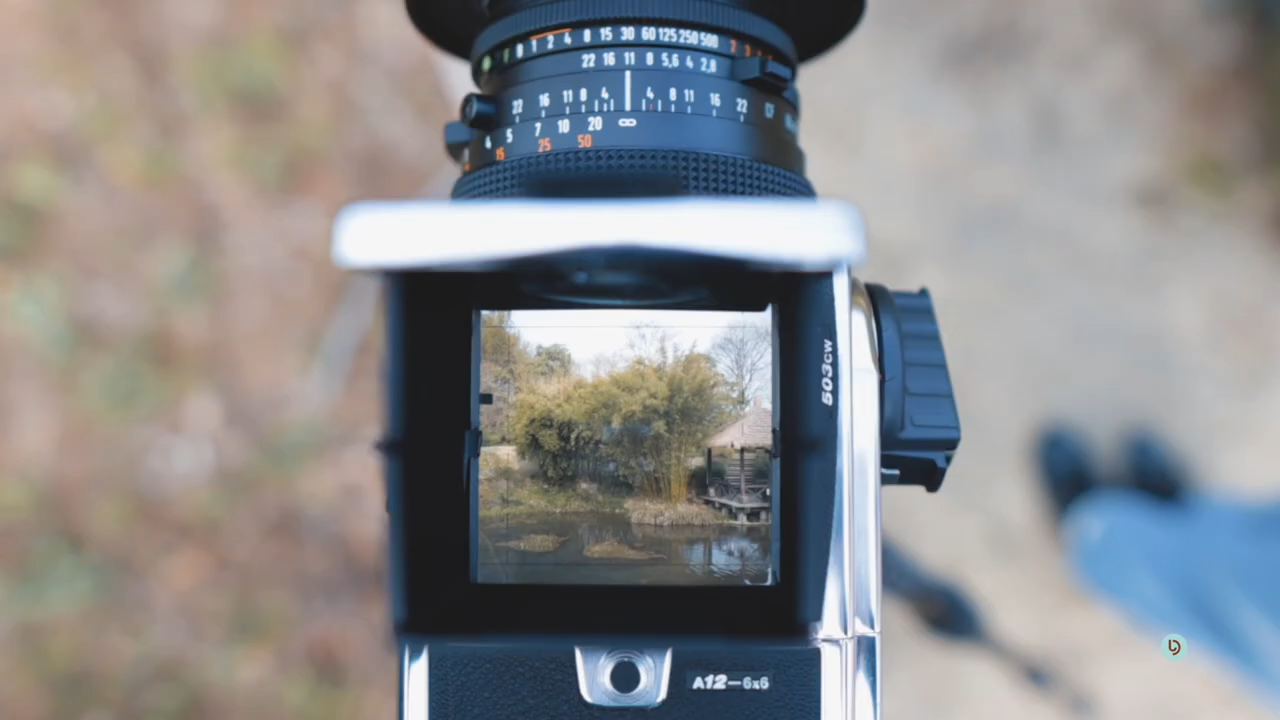 8 1 2 4 8 15 30 60 125 250 500
22 16 11 8 5,6 4 2,8
22 16 11 8 4 4 8 11 16 22 CF
4 5 7 10 20 ∞
15 25 50
503CW
A12-6x6